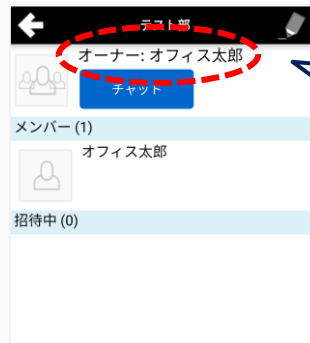 テスト部
オーナー: オフィス太郎
チャット
メンバー (1)
オフィス太郎
招待中 (0)